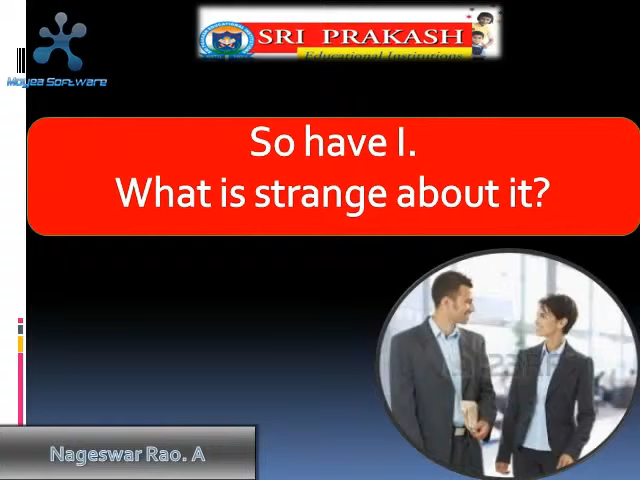 SRI PRAKASH
Educational Institutions
Moyea Software
So have I.
What is strange about it?
Nageswar Rao. A